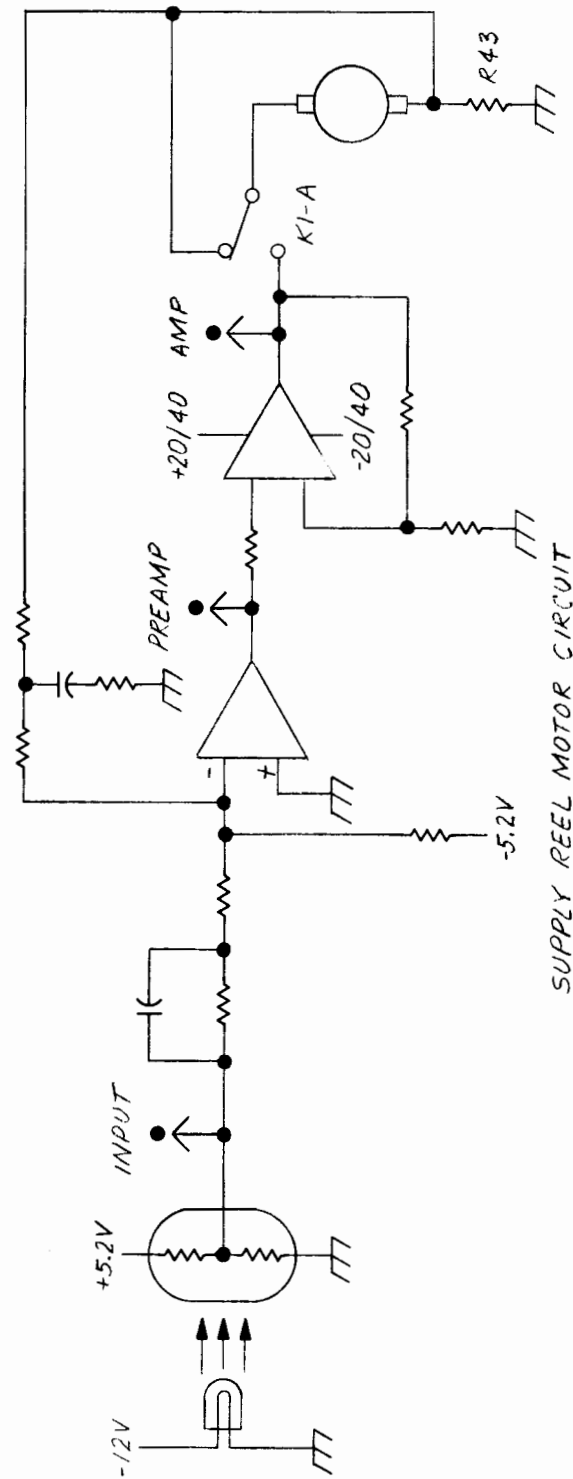 -12V
+5.2V
INPUT
-
+
-5.2V
PREAMP
+20/40
-20/40
AMP
K1-A
R43
SUPPLY REEL MOTOR CIRCUIT